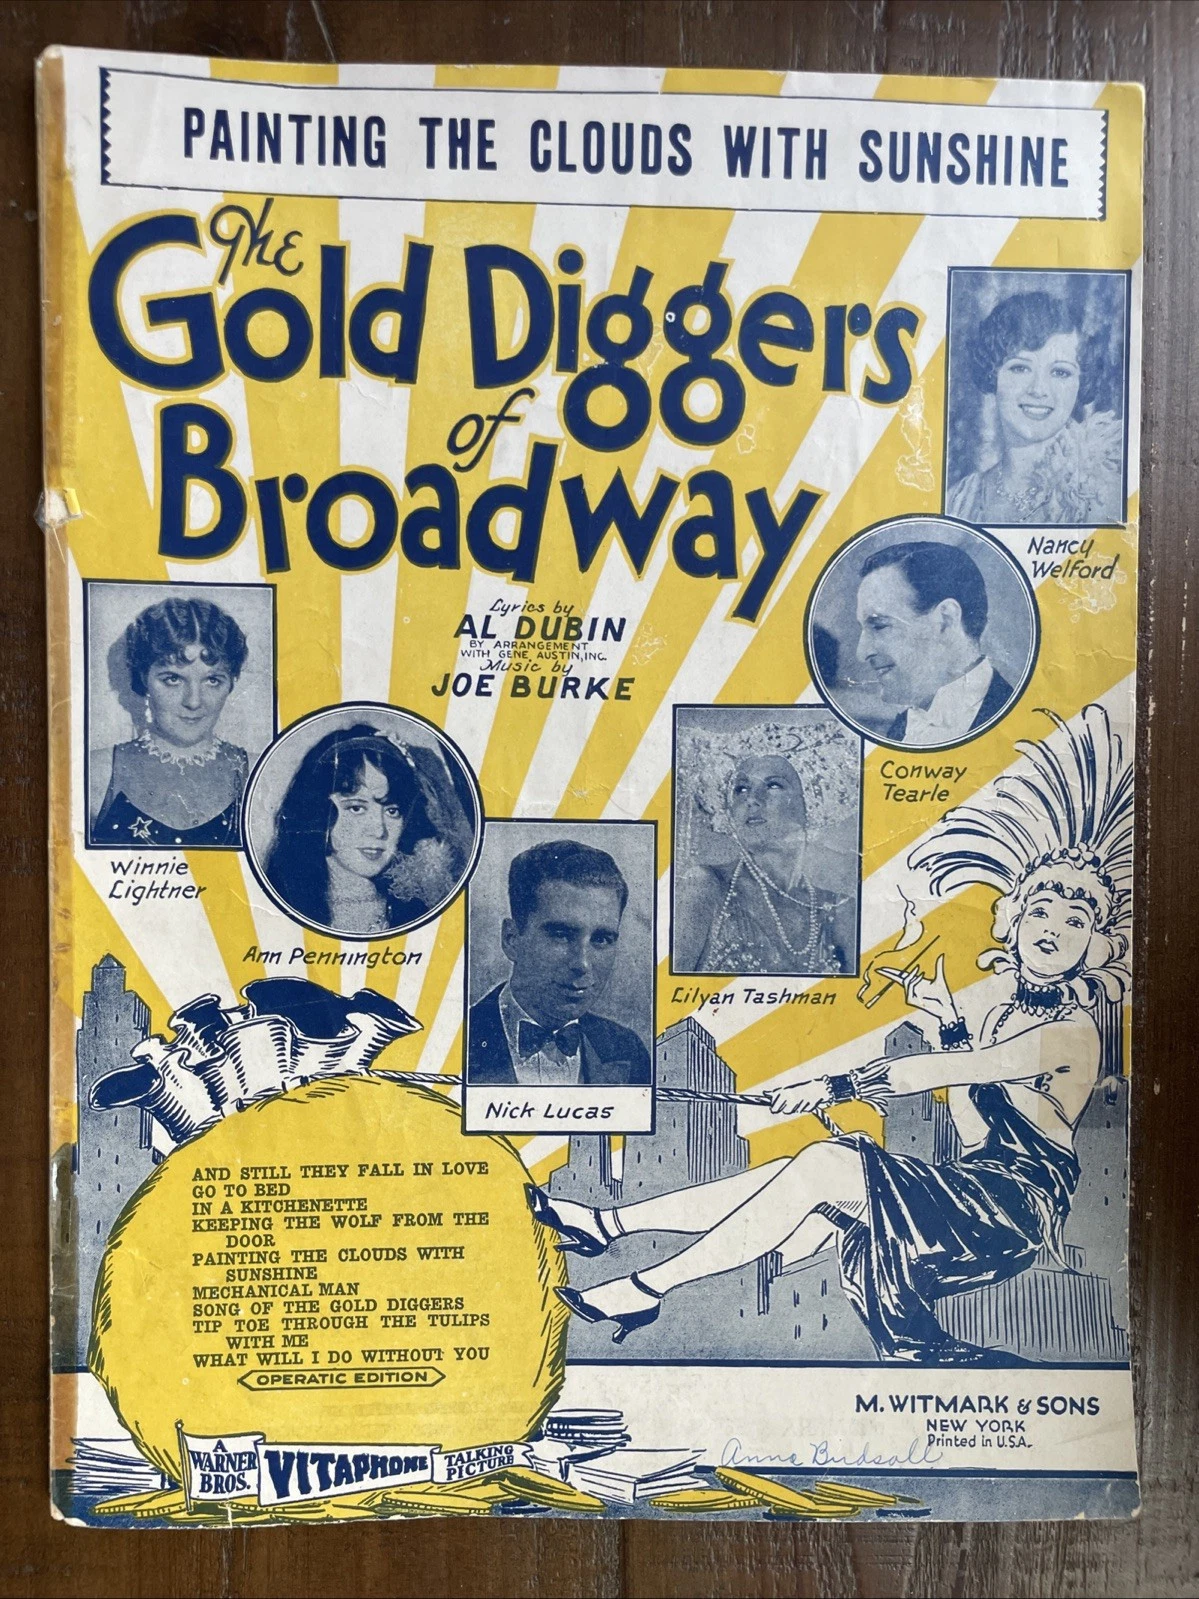 PAINTING THE CLOUDS WITH SUNSHINE
The
Gold Diggers
of
Broadway
Lyrics by
AL DUBIN
BY ARRANGEMENT
WITH GENE AUSTIN, INC.
Music by
JOE BURKE
Nancy
Welford
Conway
Tearle
Winnie
Lightner
Ann Pennington
Lilyan Tashman
Nick Lucas
AND STILL THEY FALL IN LOVE
GO TO BED
IN A KITCHENETTE
KEEPING THE WOLF FROM THE
DOOR
PAINTING THE CLOUDS WITH
SUNSHINE
MECHANICAL MAN
SONG OF THE GOLD DIGGERS
TIP TOE THROUGH THE TULIPS
WITH ME
WHAT WILL I DO WITHOUT YOU
OPERATIC EDITION
M. WITMARK & SONS
NEW YORK
Printed in U.S.A.
Anne Birdsall
A
WARNER
BROS.
VITAPHONE
TALKING
PICTURE